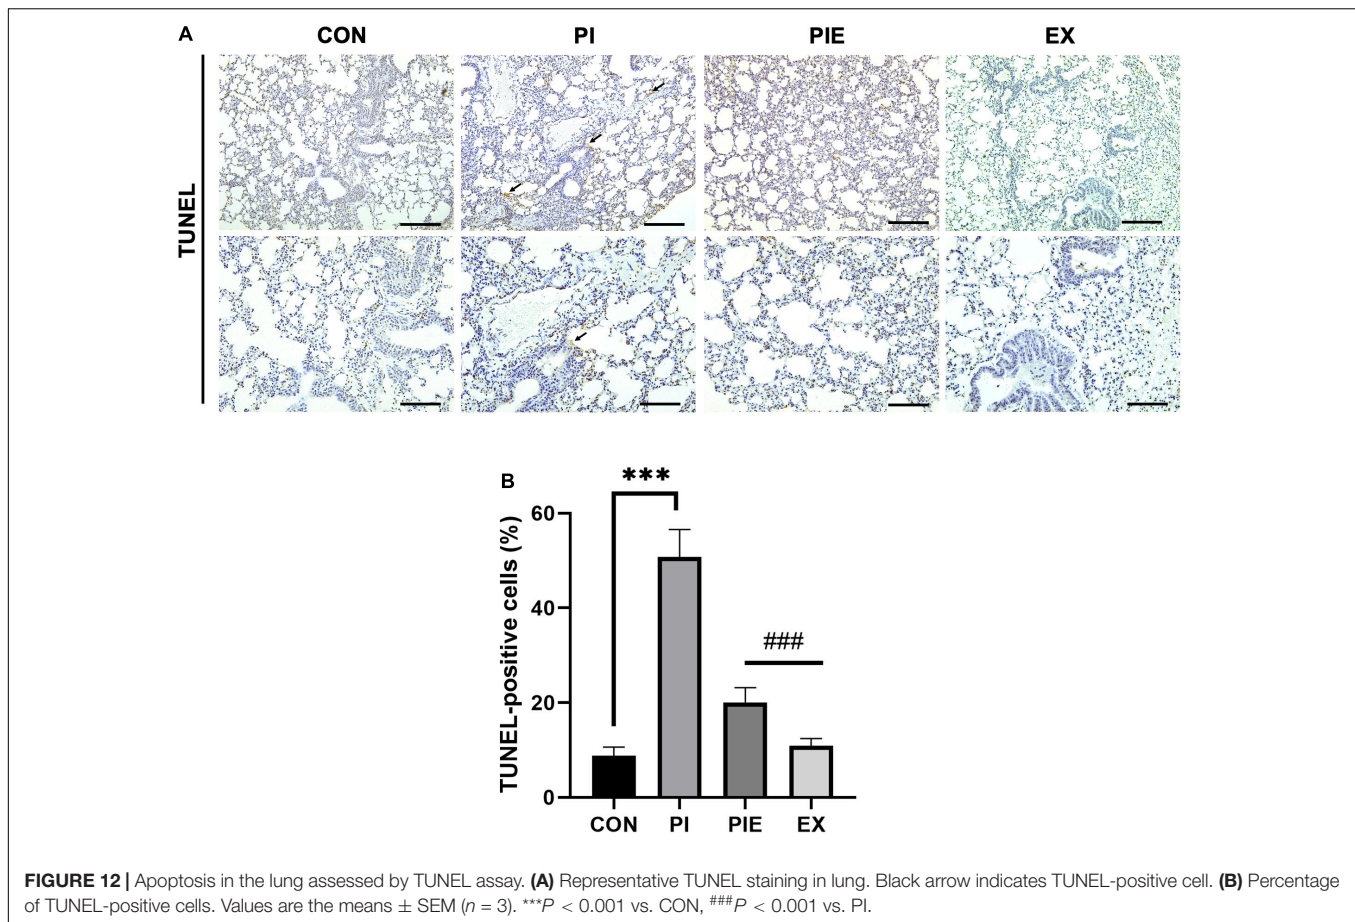 A
CON PI PIE EX
TUNEL
B
***
###
TUNEL-positive cells (%)
60
40
20
0
CON PI PIE EX
FIGURE 12 | Apoptosis in the lung assessed by TUNEL assay. (A) Representative TUNEL staining in lung. Black arrow indicates TUNEL-positive cell. (B) Percentage
of TUNEL-positive cells. Values are the means ± SEM (n = 3). ***P < 0.001 vs. CON, ###P < 0.001 vs. PI.